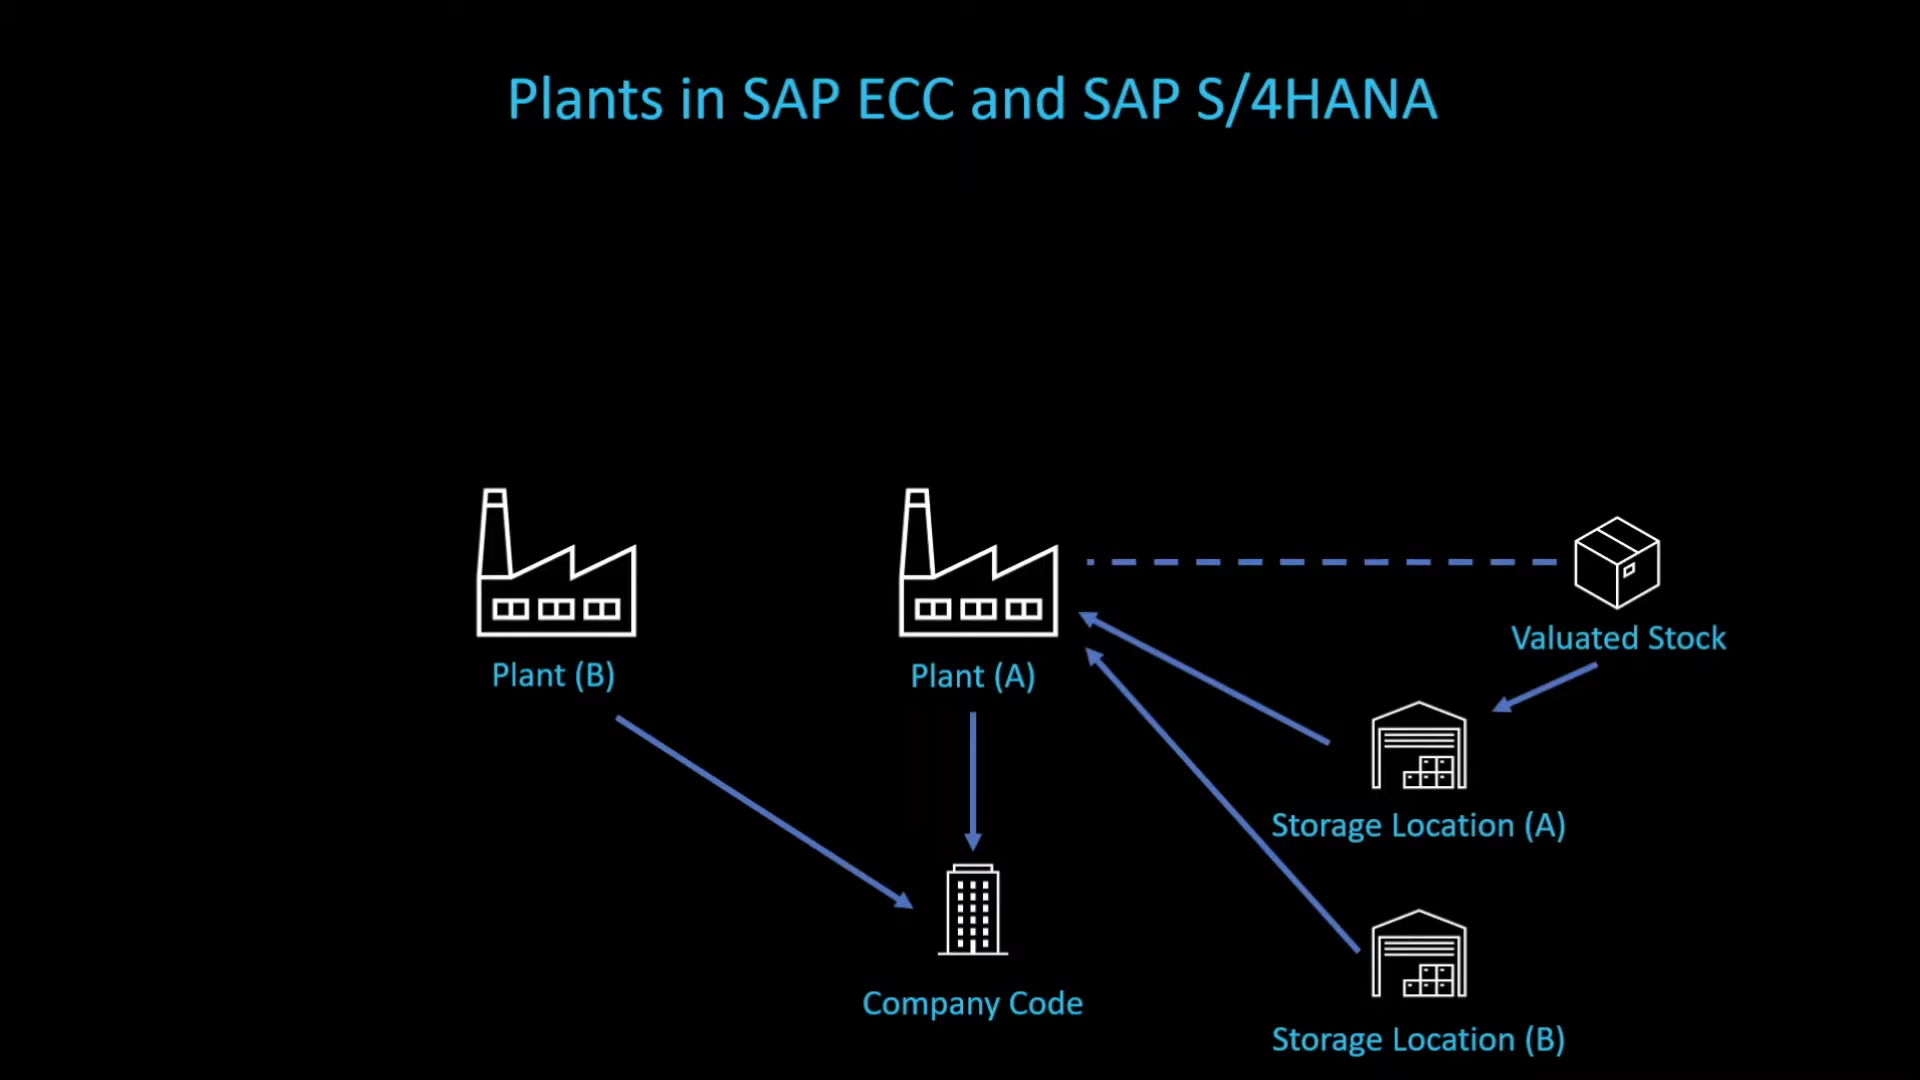 Plants in SAP ECC and SAP S/4HANA
Plant (B)
Plant (A)
Valuated Stock
Storage Location (A)
Company Code
Storage Location (B)